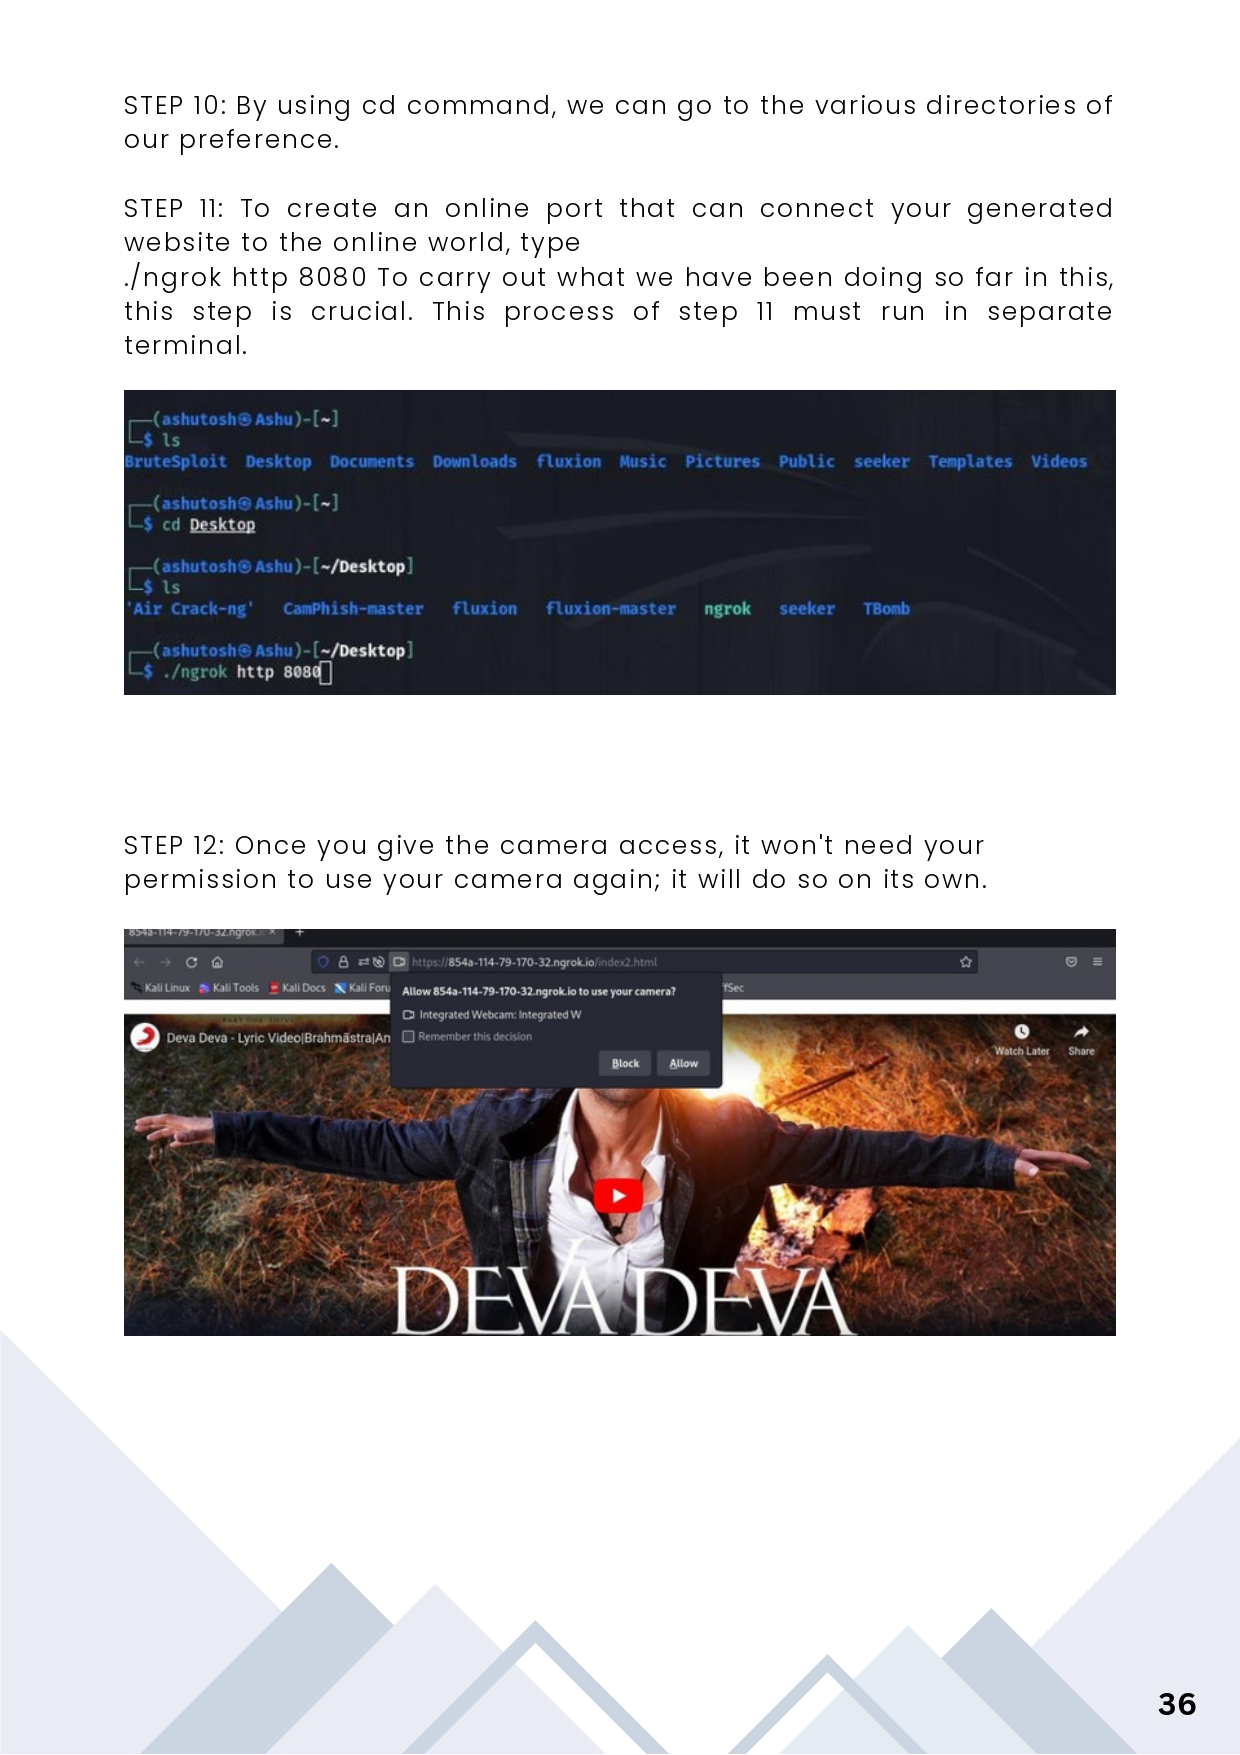 STEP 10: By using cd command, we can go to the various directories of
our preference.
STEP 11: To create an online port that can connect your generated
website to the online world, type
./ngrok http 8080 To carry out what we have been doing so far in this,
this step is crucial. This process of step 11 must run in separate
terminal.
(ashutosh㉿Ashu)-[~]
$ ls
BruteSploit Desktop Documents Downloads fluxion Music Pictures Public seeker Templates Videos
(ashutosh㉿Ashu)-[~]
$ cd Desktop
(ashutosh㉿Ashu)-[~/Desktop]
$ ls
'Air Crack-ng' CamPhish-master fluxion fluxion-master ngrok seeker TBomb
(ashutosh㉿Ashu)-[~/Desktop]
$ ./ngrok http 8080
STEP 12: Once you give the camera access, it won't need your
permission to use your camera again; it will do so on its own.
854a-114-79-170-32.ngrok.io × +
https://854a-114-79-170-32.ngrok.io/index2.html
Kali Linux Kali Tools Kali Docs Kali Foru fSec
Allow 854a-114-79-170-32.ngrok.io to use your camera?
Integrated Webcam: Integrated W
Remember this decision
Block Allow
Deva Deva - Lyric Video|Brahmāstra|An
Watch Later Share
DEVA DEVA
36